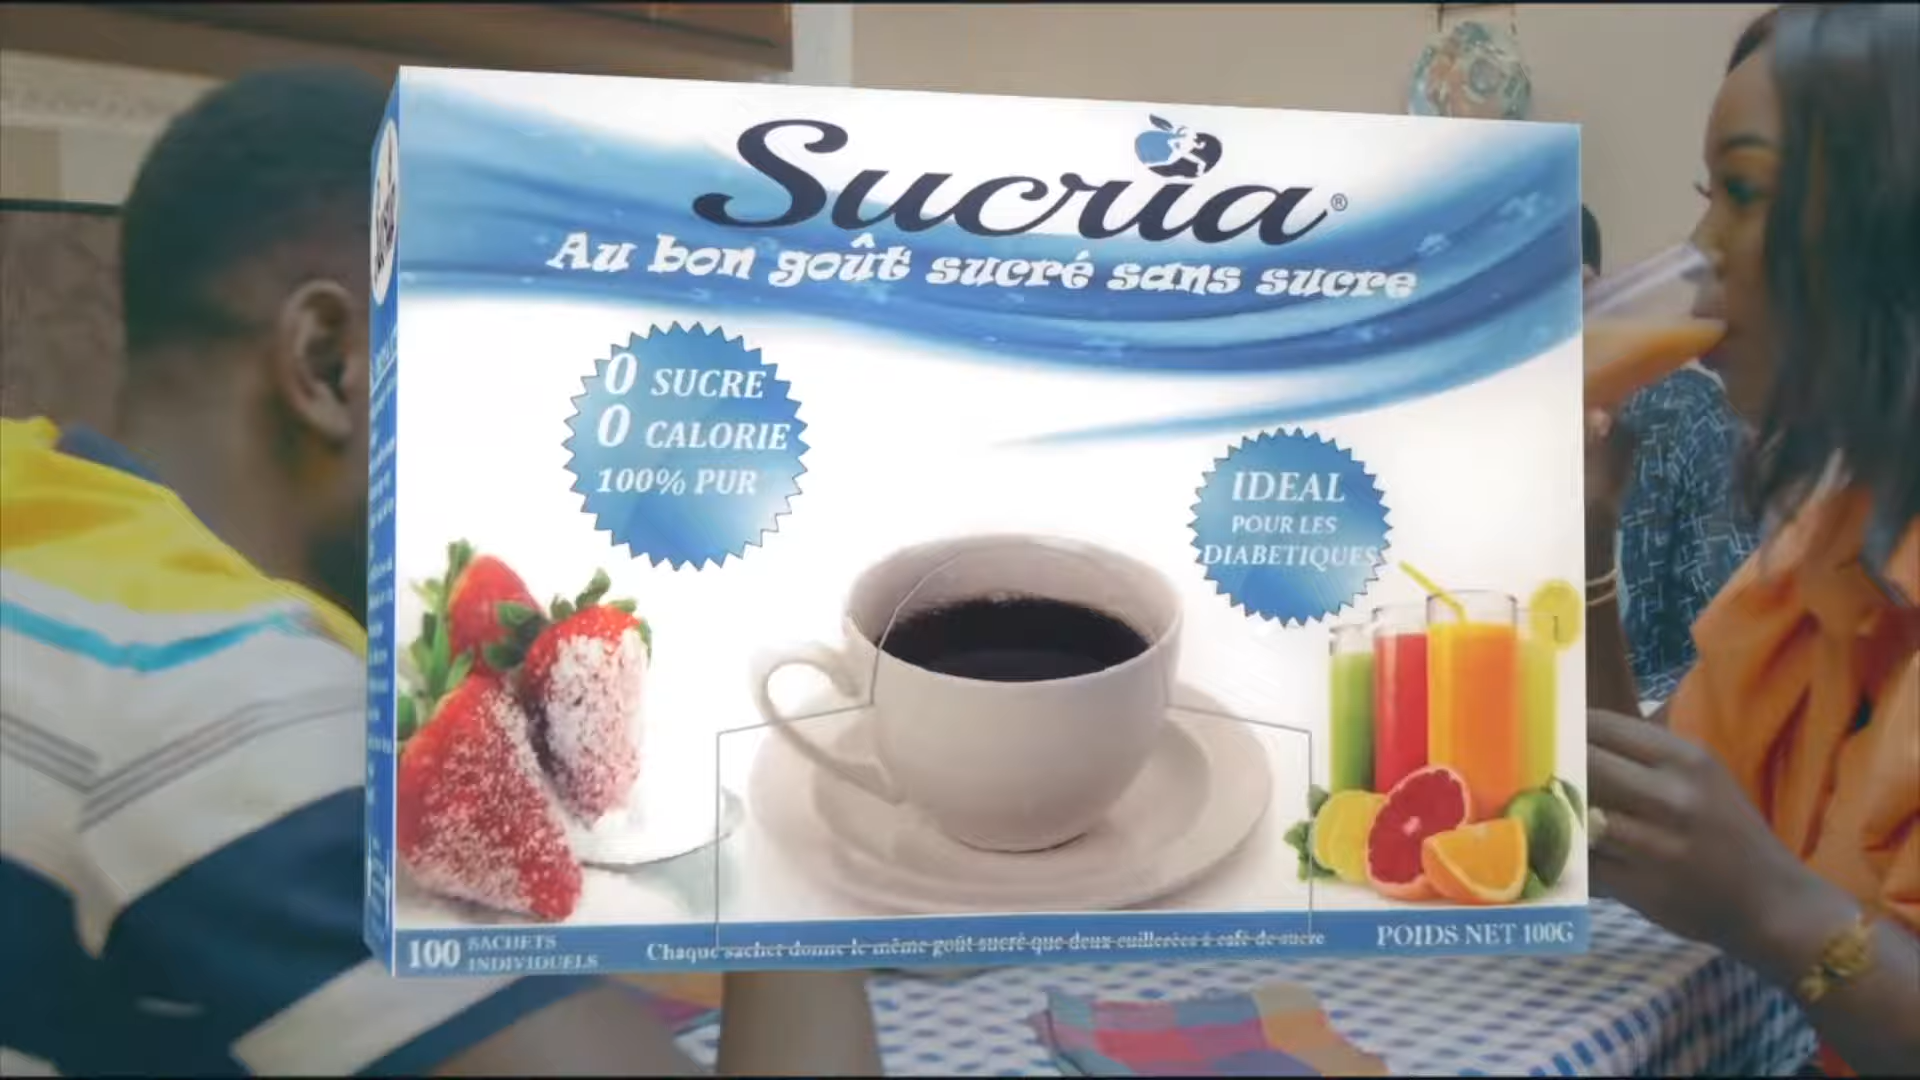 Sucria®
Au bon goût sucré sans sucre
0 SUCRE
0 CALORIE
100% PUR
IDEAL
POUR LES
DIABETIQUES
100 SACHETS
INDIVIDUELS
Chaque sachet donne le même goût sucré que deux cuillerées à café de sucre
POIDS NET 100G